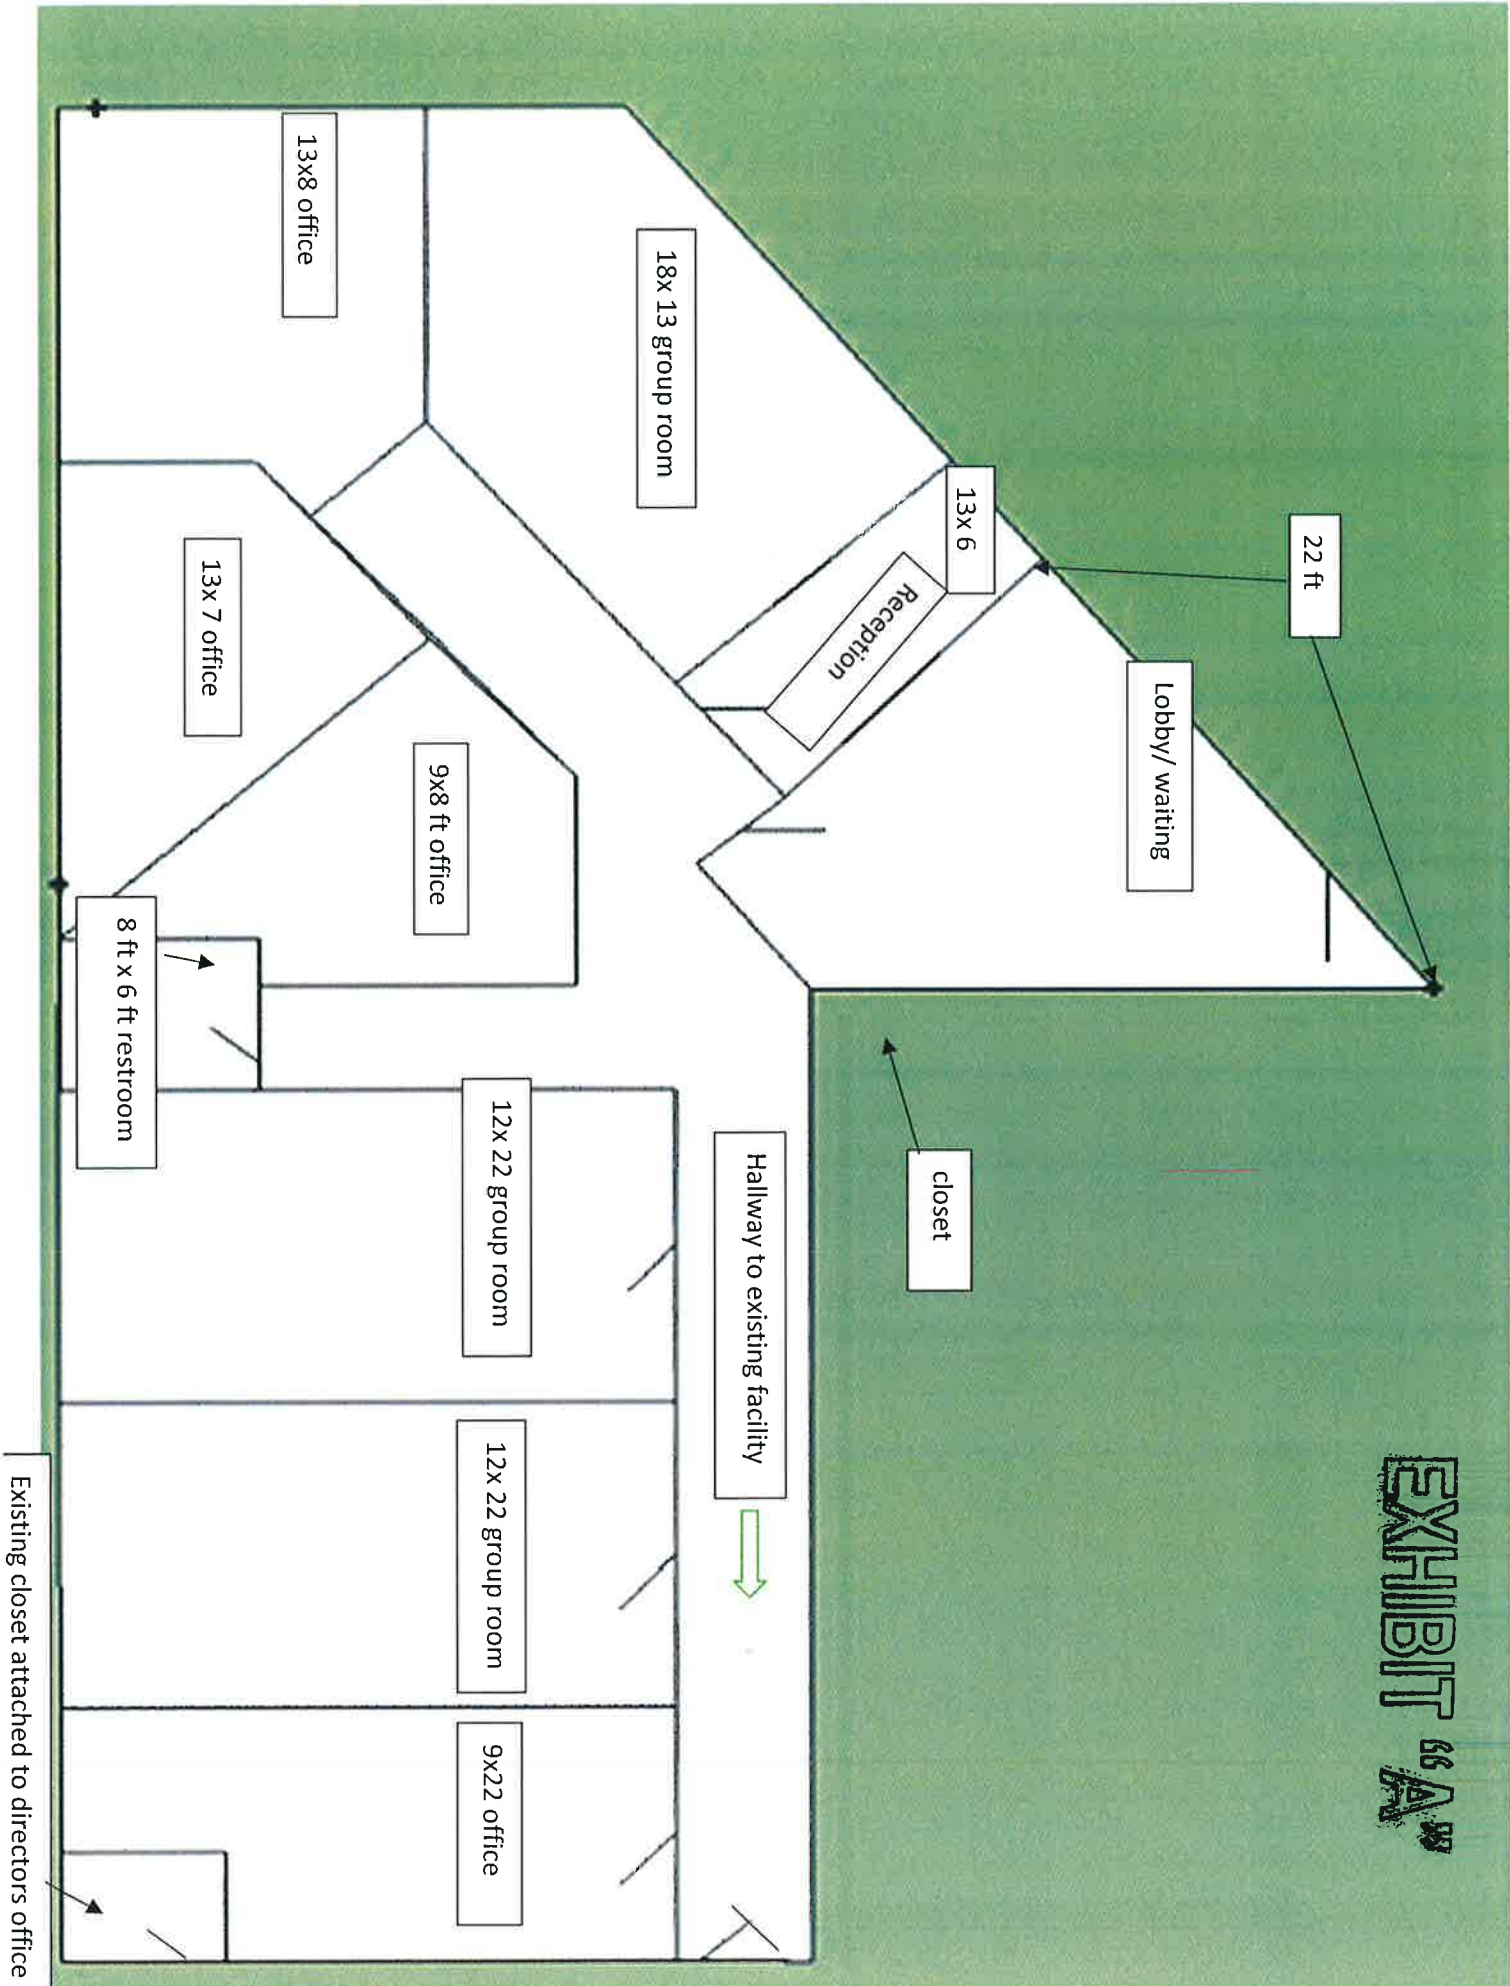 EXHIBIT “A”
22 ft
closet
Lobby/ waiting
13x 6
Reception
Hallway to existing facility
18x 13 group room
13x8 office
9x8 ft office
13x 7 office
8 ft x 6 ft restroom
12x 22 group room
12x 22 group room
9x22 office
Existing closet attached to directors office